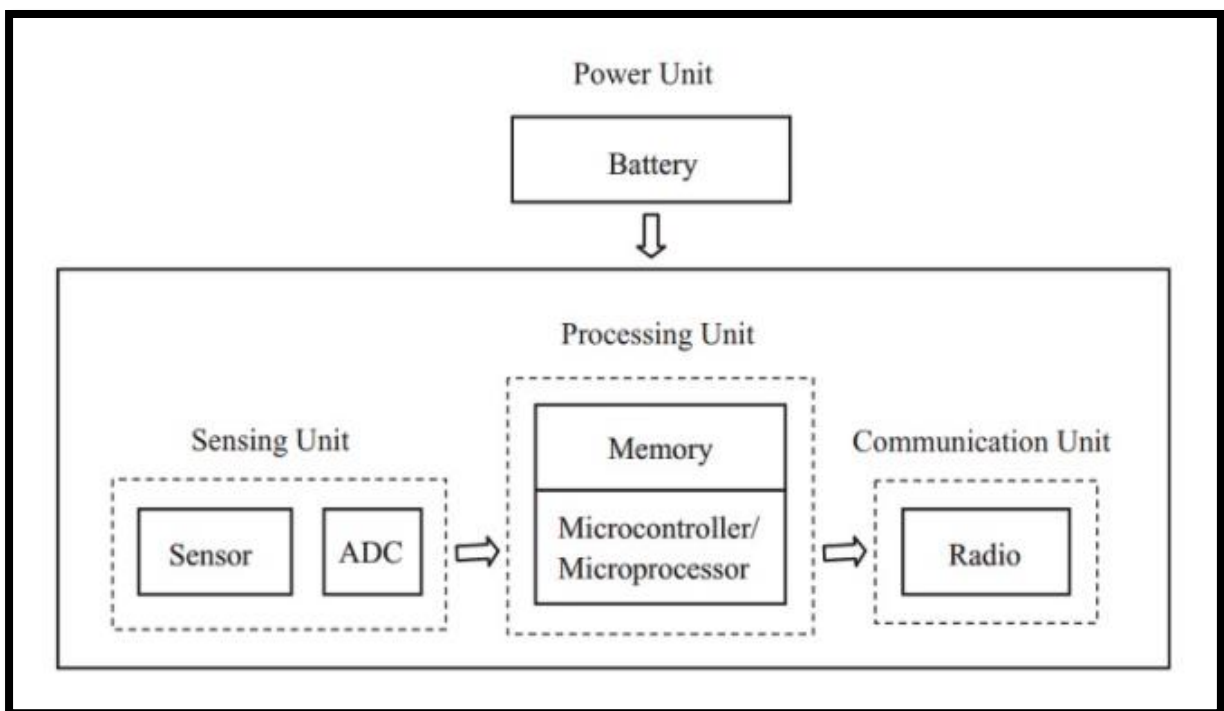 Power Unit
Battery
Processing Unit
Sensing Unit
Memory
Communication Unit
Sensor
ADC
Microcontroller/
Microprocessor
Radio